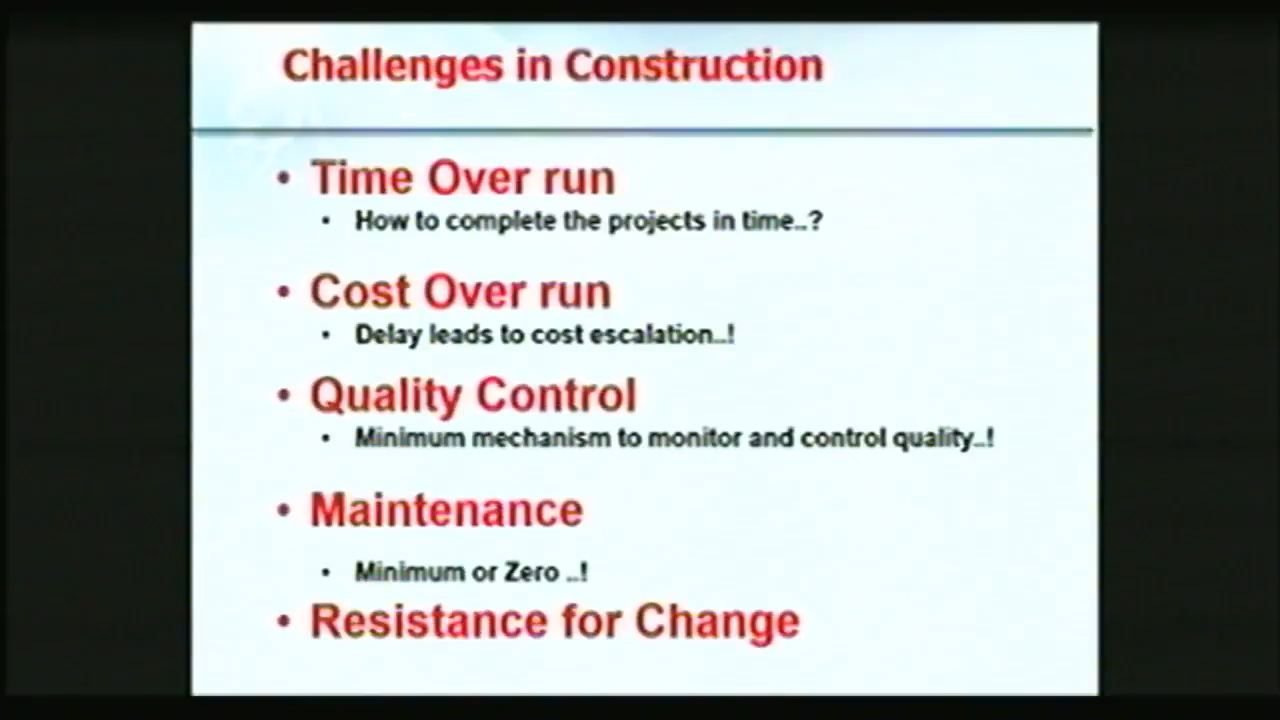 Challenges in Construction
• Time Over run
• How to complete the projects in time..?
• Cost Over run
• Delay leads to cost escalation..!
• Quality Control
• Minimum mechanism to monitor and control quality..!
• Maintenance
• Minimum or Zero ..!
• Resistance for Change